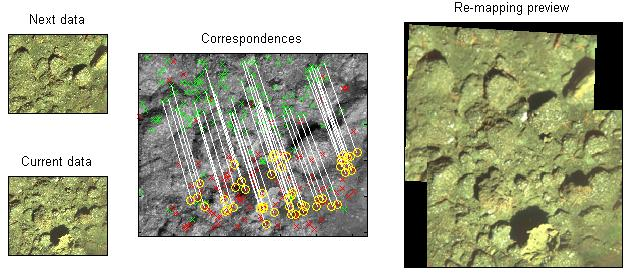 Next data
Correspondences
Re-mapping preview
Current data